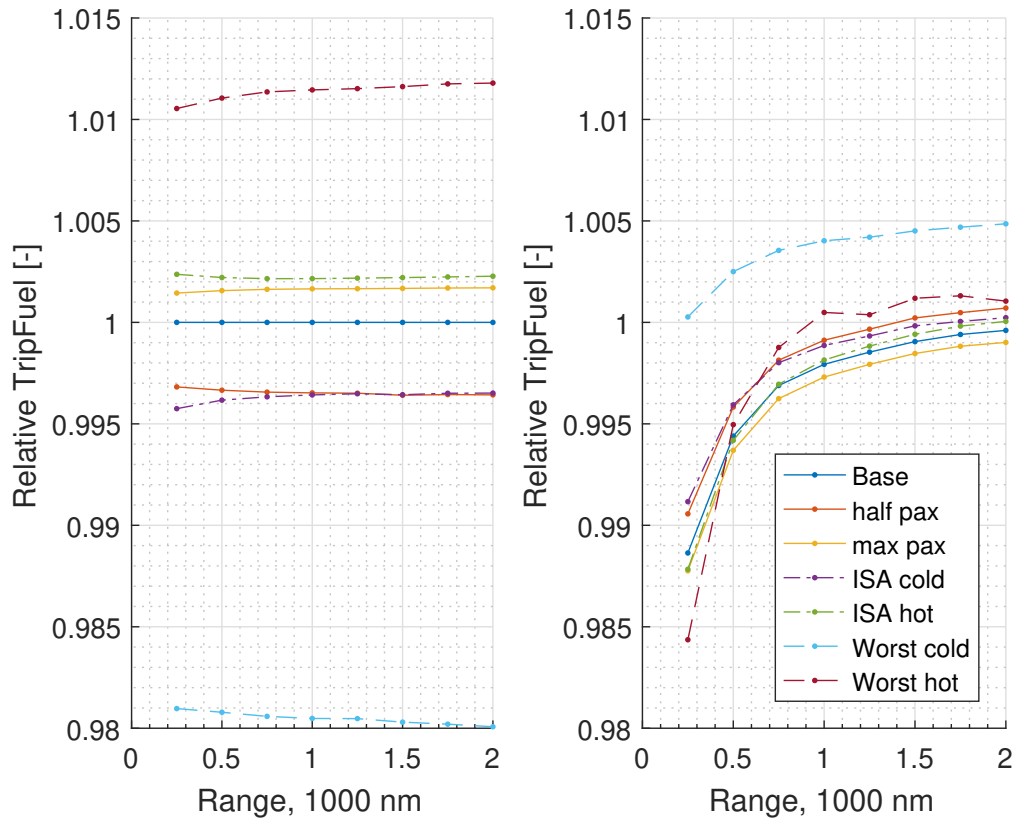 1.015
1.01
1.005
1
0.995
0.99
0.985
0.98
0
0.5
1
1.5
2
Range, 1000 nm
Relative TripFuel [-]
1.015
1.01
1.005
1
0.995
0.99
0.985
0.98
0
0.5
1
1.5
2
Range, 1000 nm
Relative TripFuel [-]
Base
half pax
max pax
ISA cold
ISA hot
Worst cold
Worst hot